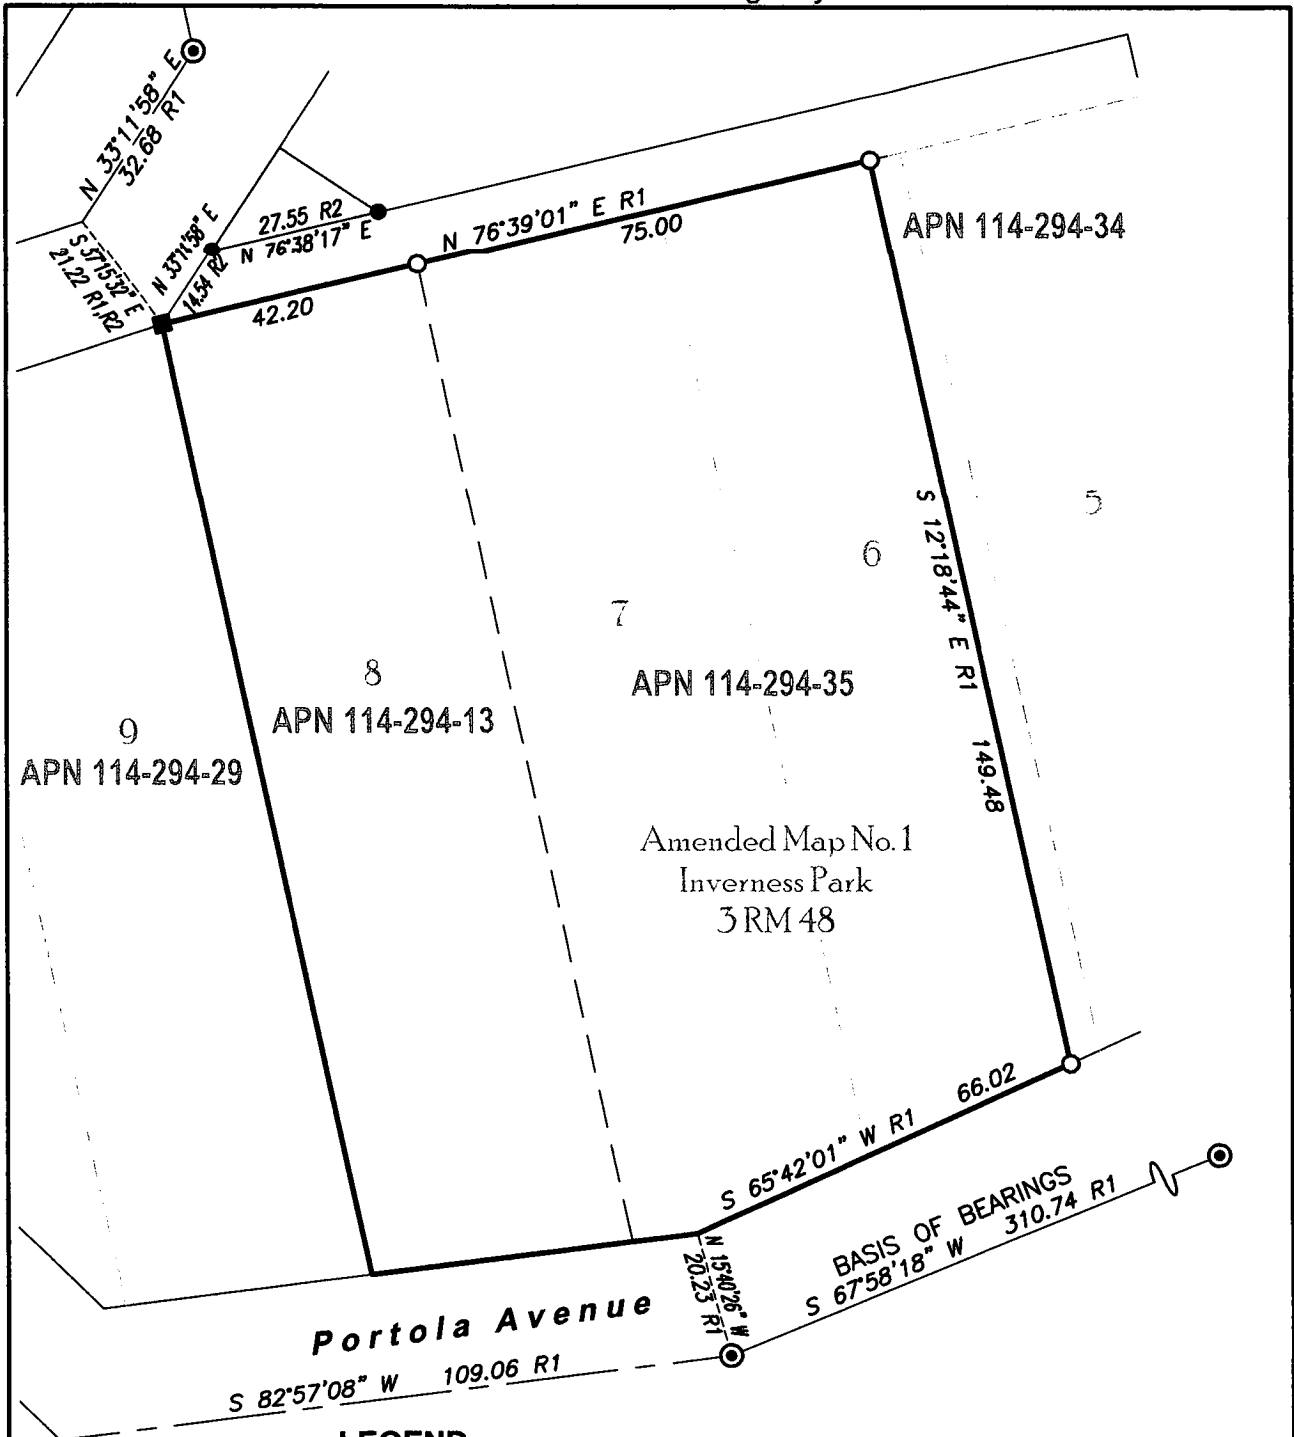 N 33°11'58" E
32.68 R1
S 57°15'32" E
21.22 R1,R2
N 33°11'58" E
14.54 R2
27.55 R2
N 76°38'17" E
N 76°39'01" E R1
75.00
42.20
APN 114-294-34
S 12°18'44" E R1 149.48
5
6
7
APN 114-294-35
8
APN 114-294-13
9
APN 114-294-29
Amended Map No. 1
Inverness Park
3 RM 48
S 65°42'01" W R1 66.02
N 15°40'26" W
20.23 R1
BASIS OF BEARINGS
S 67°58'18" W 310.74 R1
Portola Avenue
S 82°57'08" W 109.06 R1
LEGEND